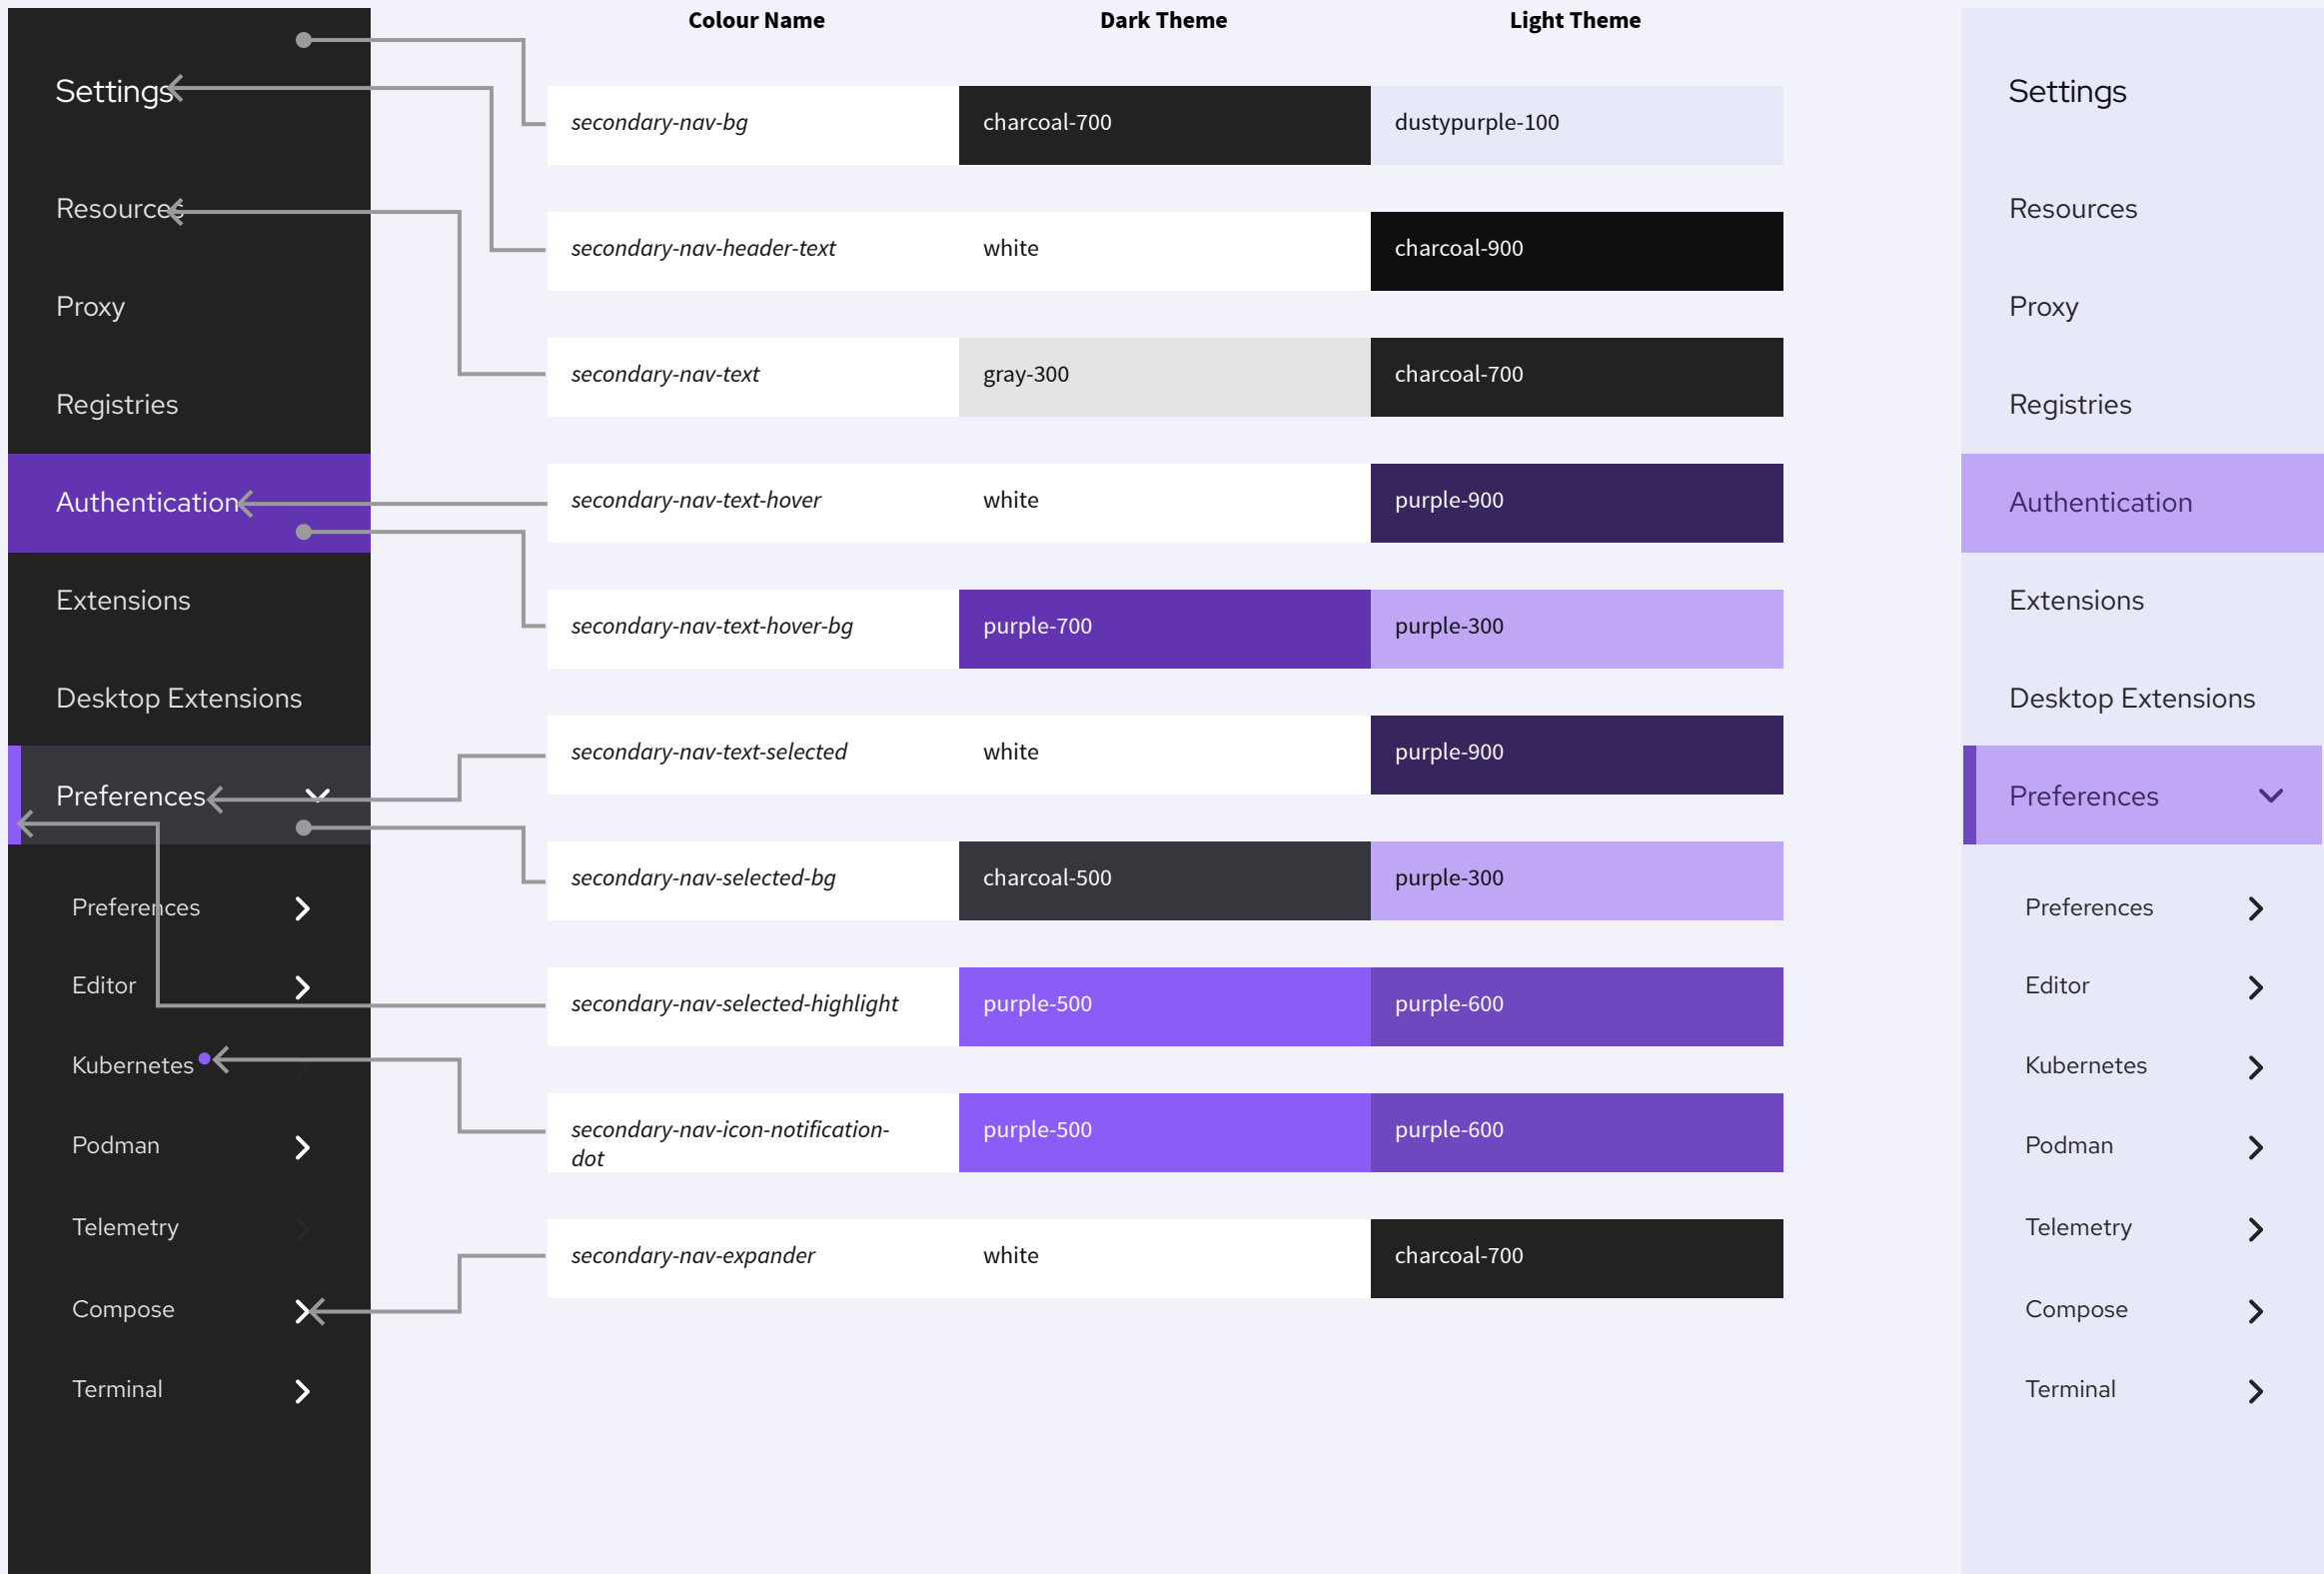 Settings
Resources
Proxy
Registries
Authentication
Extensions
Desktop Extensions
Preferences
Preferences
Editor
Kubernetes
Podman
Telemetry
Compose
Terminal
Colour Name Dark Theme Light Theme
secondary-nav-bg charcoal-700 dustypurple-100
secondary-nav-header-text white charcoal-900
secondary-nav-text gray-300 charcoal-700
secondary-nav-text-hover white purple-900
secondary-nav-text-hover-bg purple-700 purple-300
secondary-nav-text-selected white purple-900
secondary-nav-selected-bg charcoal-500 purple-300
secondary-nav-selected-highlight purple-500 purple-600
secondary-nav-icon-notification- purple-500 purple-600
dot
secondary-nav-expander white charcoal-700
Settings
Resources
Proxy
Registries
Authentication
Extensions
Desktop Extensions
Preferences
Preferences
Editor
Kubernetes
Podman
Telemetry
Compose
Terminal